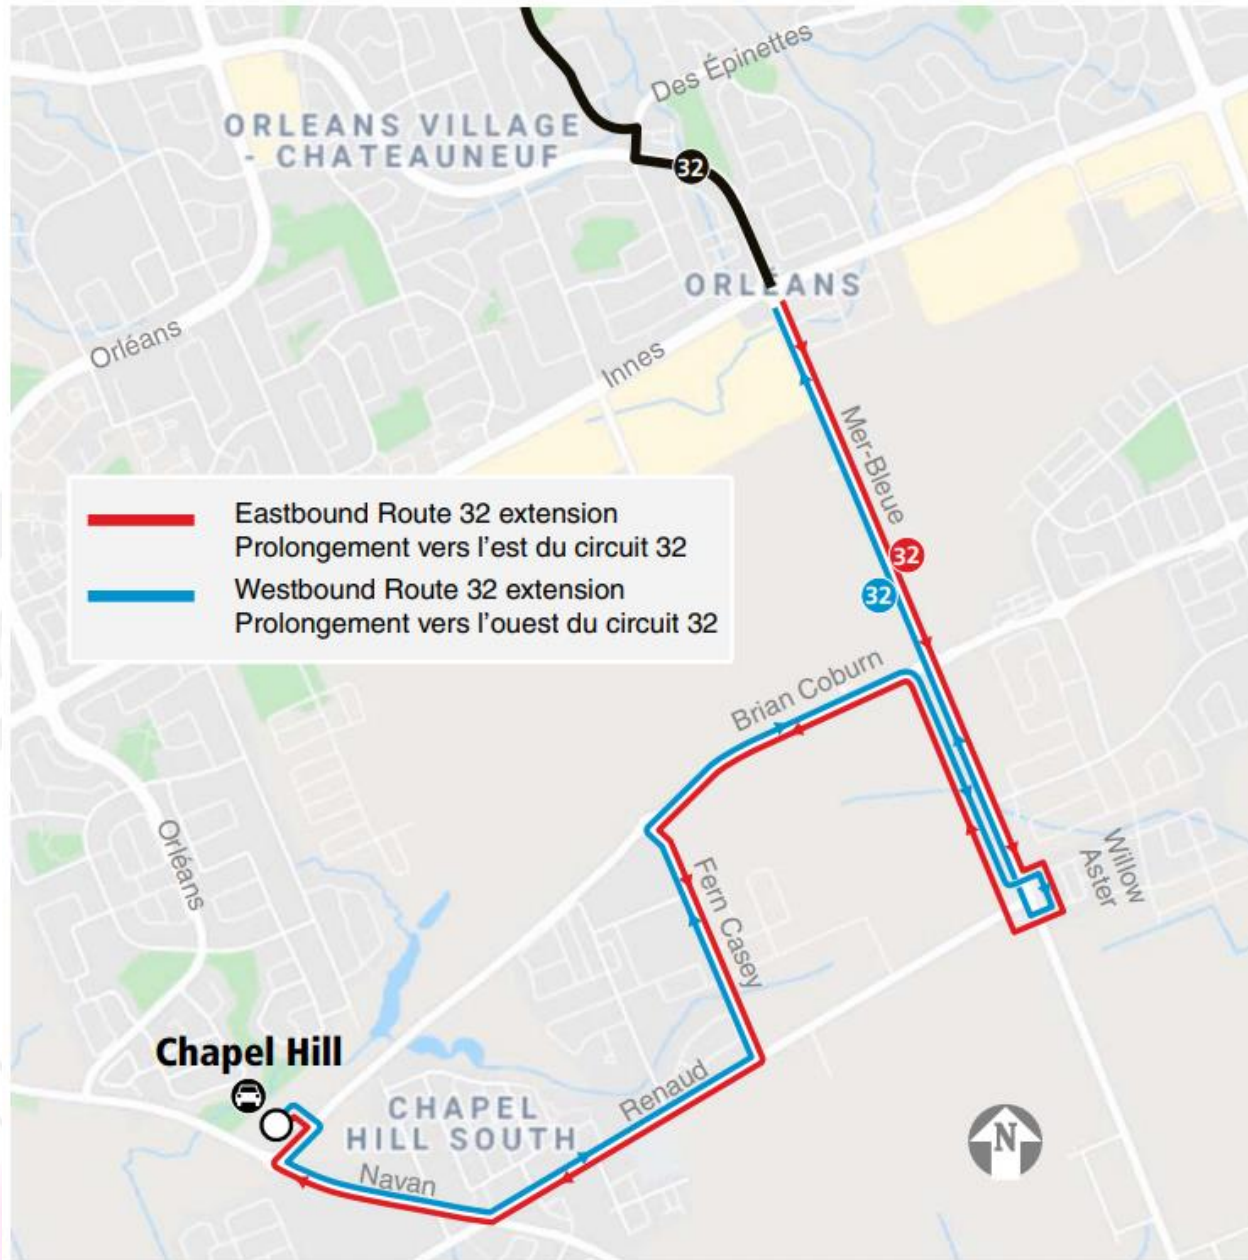 Des Épinettes
ORLEANS VILLAGE
- CHATEAUNEUF
32
ORLÉANS
Orléans
Innes
Mer-Bleue
Eastbound Route 32 extension
Prolongement vers l'est du circuit 32
Westbound Route 32 extension
Prolongement vers l'ouest du circuit 32
32
32
Brian Coburn
Orléans
Fern Casey
Willow
Aster
Chapel Hill
CHAPEL
HILL SOUTH
Renaud
Navan
N